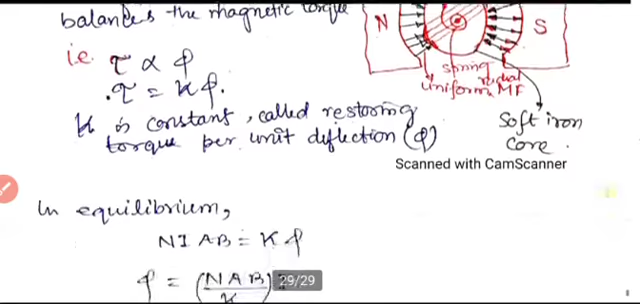 balances the magnetic torque
i.e. τ ∝ φ
τ = kφ.
k is constant, called restoring
torque per unit deflection (φ)
N
S
spring
radial
uniform MF
Soft iron
core.
Scanned with CamScanner
In equilibrium,
NIAB = kφ
φ = (NAB/k) I
29/29